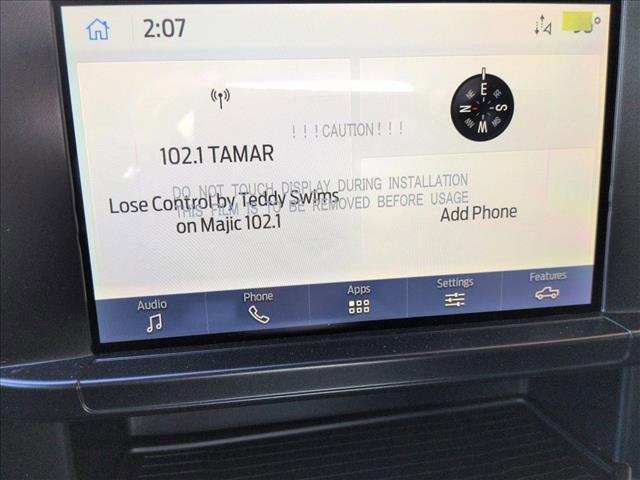 2:07
!!!CAUTION!!!
102.1 TAMAR
DO NOT TOUCH DISPLAY DURING INSTALLATION
THIS FILM IS TO BE REMOVED BEFORE USAGE
Lose Control by Teddy Swims
on Majic 102.1
E
N S
W
Add Phone
Audio
Phone
Apps
Settings
Features